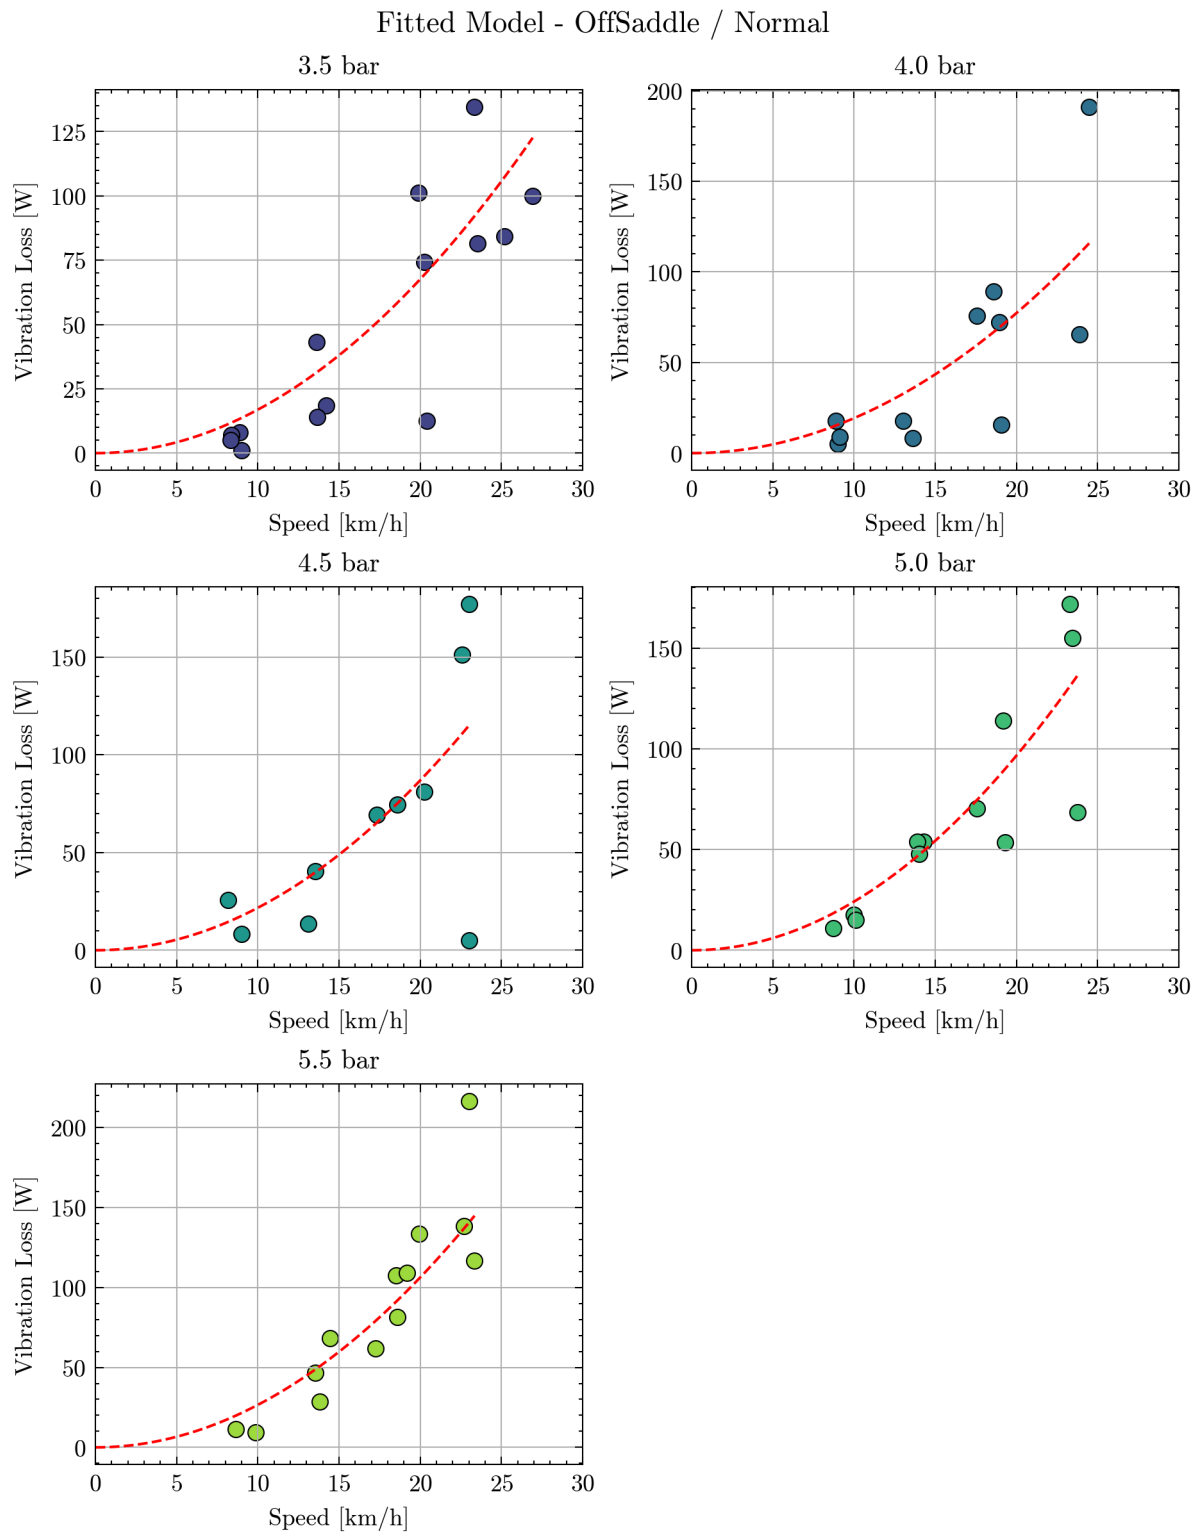 Fitted Model - OffSaddle / Normal
3.5 bar
Vibration Loss [W]
125
100
75
50
25
0
0 5 10 15 20 25 30
Speed [km/h]
4.0 bar
Vibration Loss [W]
200
150
100
50
0
0 5 10 15 20 25 30
Speed [km/h]
4.5 bar
Vibration Loss [W]
150
100
50
0
0 5 10 15 20 25 30
Speed [km/h]
5.0 bar
Vibration Loss [W]
150
100
50
0
0 5 10 15 20 25 30
Speed [km/h]
5.5 bar
Vibration Loss [W]
200
150
100
50
0
0 5 10 15 20 25 30
Speed [km/h]